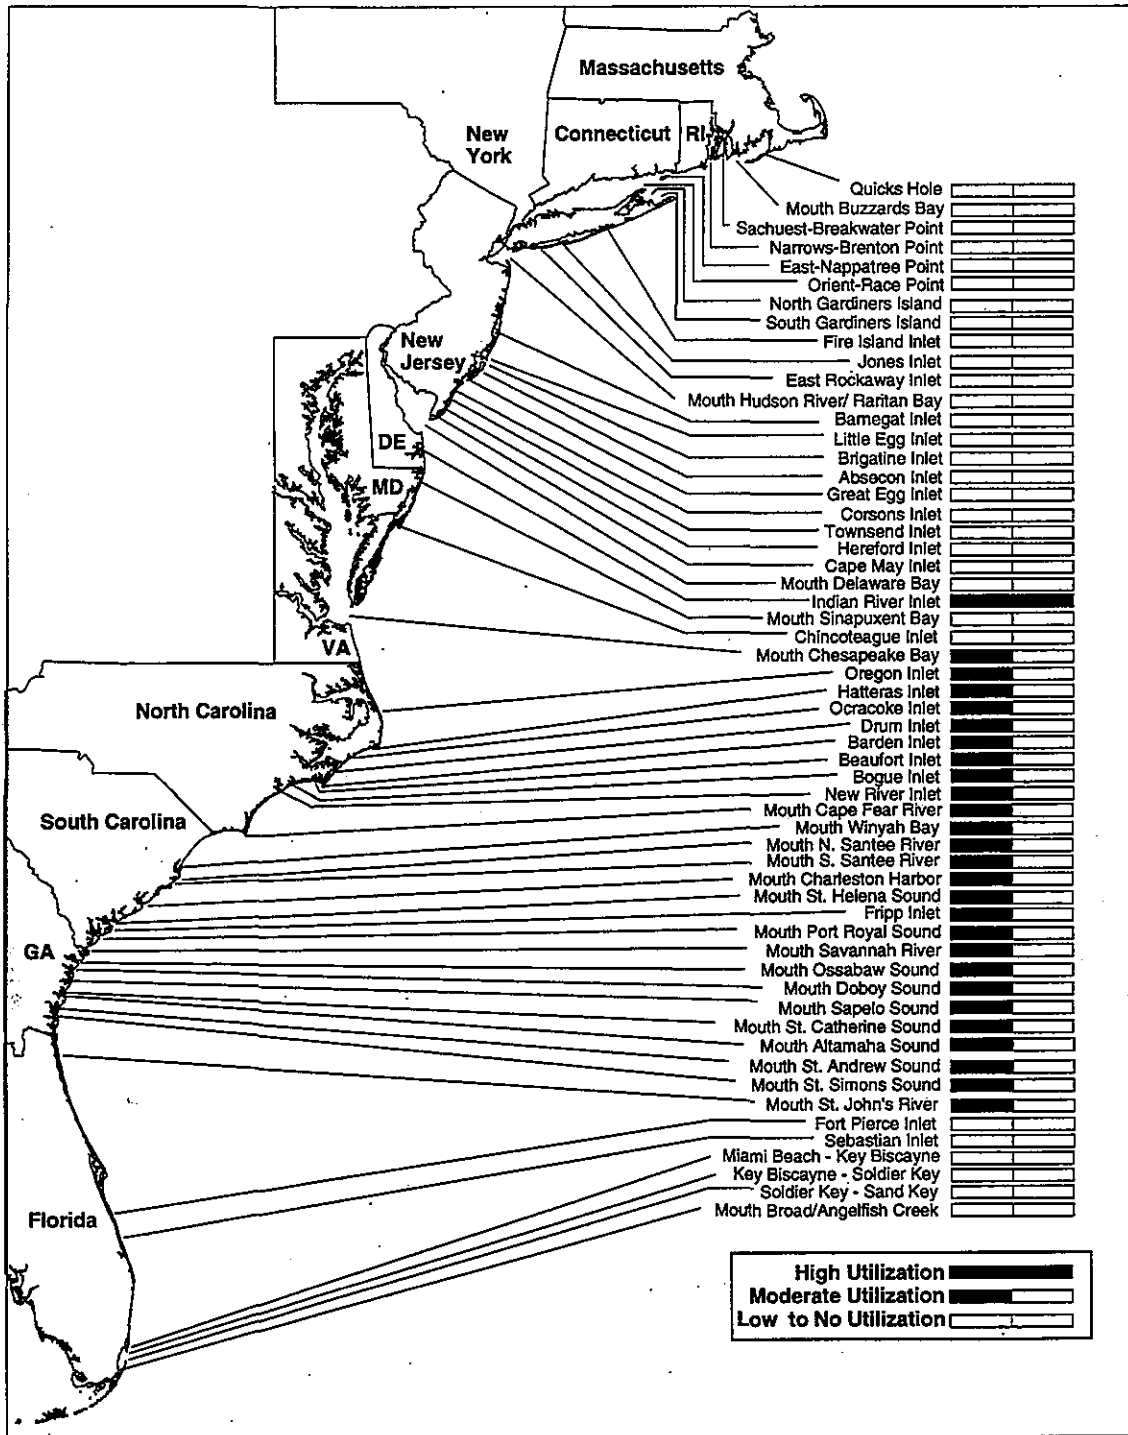 Massachusetts
New
York
Connecticut
RI
New
Jersey
DE
MD
VA
North Carolina
South Carolina
GA
Florida
Quicks Hole
Mouth Buzzards Bay
Sachuest-Breakwater Point
Narrows-Brenton Point
East-Nappatree Point
Orient-Race Point
North Gardiners Island
South Gardiners Island
Fire Island Inlet
Jones Inlet
East Rockaway Inlet
Mouth Hudson River/ Raritan Bay
Barnegat Inlet
Little Egg Inlet
Brigatine Inlet
Absecon Inlet
Great Egg Inlet
Corsons Inlet
Townsend Inlet
Hereford Inlet
Cape May Inlet
Mouth Delaware Bay
Indian River Inlet
Mouth Sinapuxent Bay
Chincoteague Inlet
Mouth Chesapeake Bay
Oregon Inlet
Hatteras Inlet
Ocracoke Inlet
Drum Inlet
Barden Inlet
Beaufort Inlet
Bogue Inlet
New River Inlet
Mouth Cape Fear River
Mouth Winyah Bay
Mouth N. Santee River
Mouth S. Santee River
Mouth Charleston Harbor
Mouth St. Helena Sound
Fripp Inlet
Mouth Port Royal Sound
Mouth Savannah River
Mouth Ossabaw Sound
Mouth Doboy Sound
Mouth Sapelo Sound
Mouth St. Catherine Sound
Mouth Altamaha Sound
Mouth St. Andrew Sound
Mouth St. Simons Sound
Mouth St. John's River
Fort Pierce Inlet
Sebastian Inlet
Miami Beach - Key Biscayne
Key Biscayne - Soldier Key
Soldier Key - Sand Key
Mouth Broad/Angelfish Creek
High Utilization
Moderate Utilization
Low to No Utilization